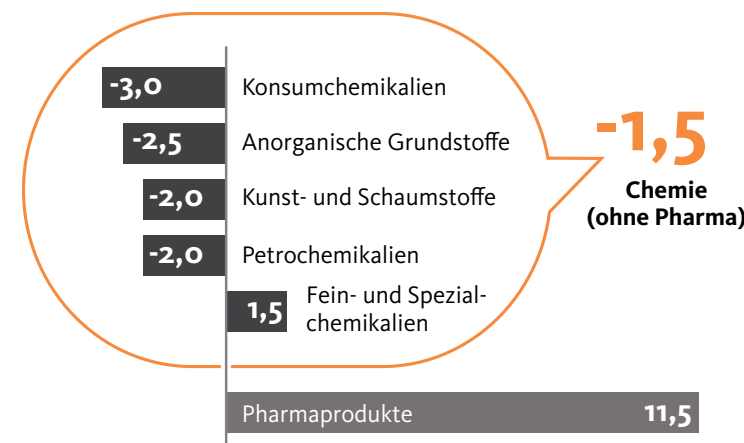 -3,0 Konsumchemikalien
-2,5 Anorganische Grundstoffe
-2,0 Kunst- und Schaumstoffe
-2,0 Petrochemikalien
1,5 Fein- und Spezial-
chemikalien
-1,5
Chemie
(ohne Pharma)
Pharmaprodukte 11,5